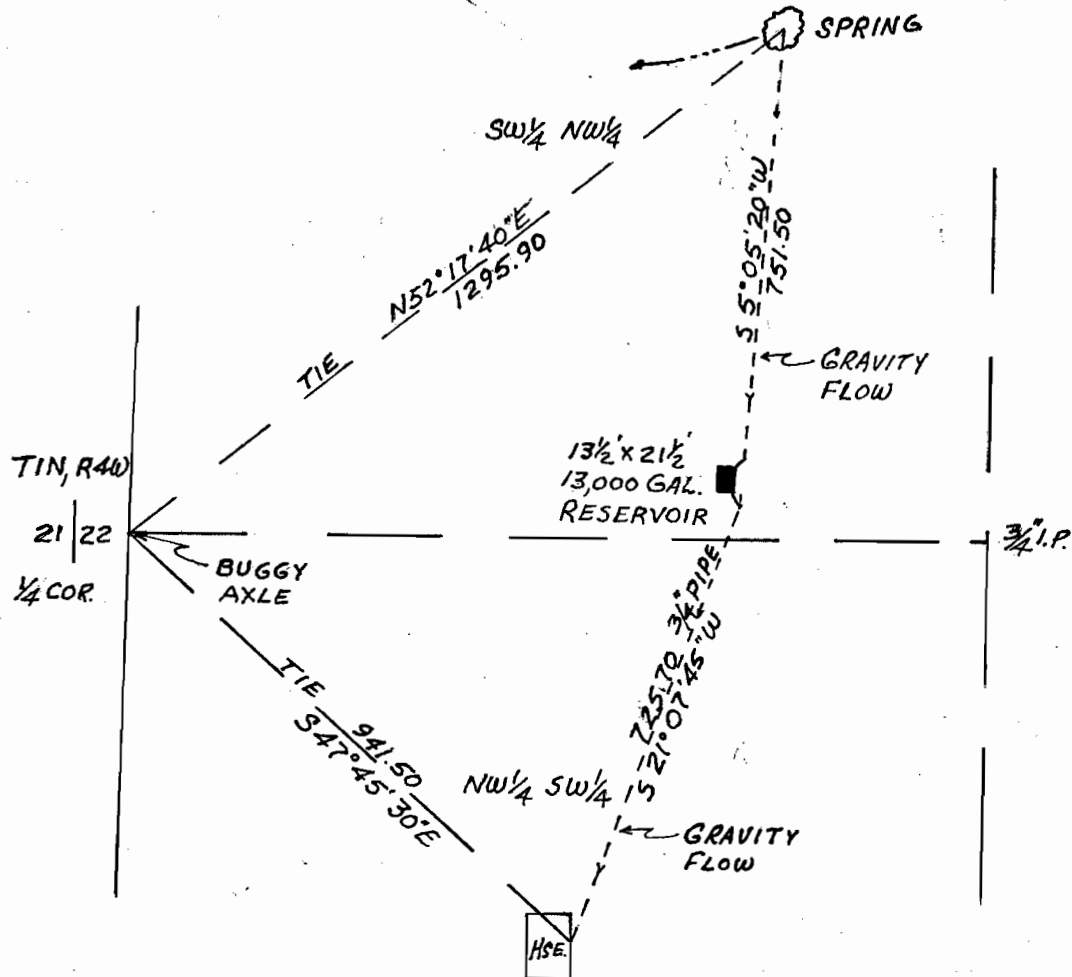 SPRING
SW¼ NW¼
N52°17'40"E
1295.90
TIE
S 5°05'20"W
751.50
GRAVITY
FLOW
T1N, R4W
21 | 22
¼ COR.
BUGGY
AXLE
13½' X 21½'
13,000 GAL.
RESERVOIR
¾" I.P.
TIE
941.50
S47°45'30"E
725.70 ¾" PIPE
S 21°07'45"W
NW¼ SW¼
GRAVITY
FLOW
HSE.